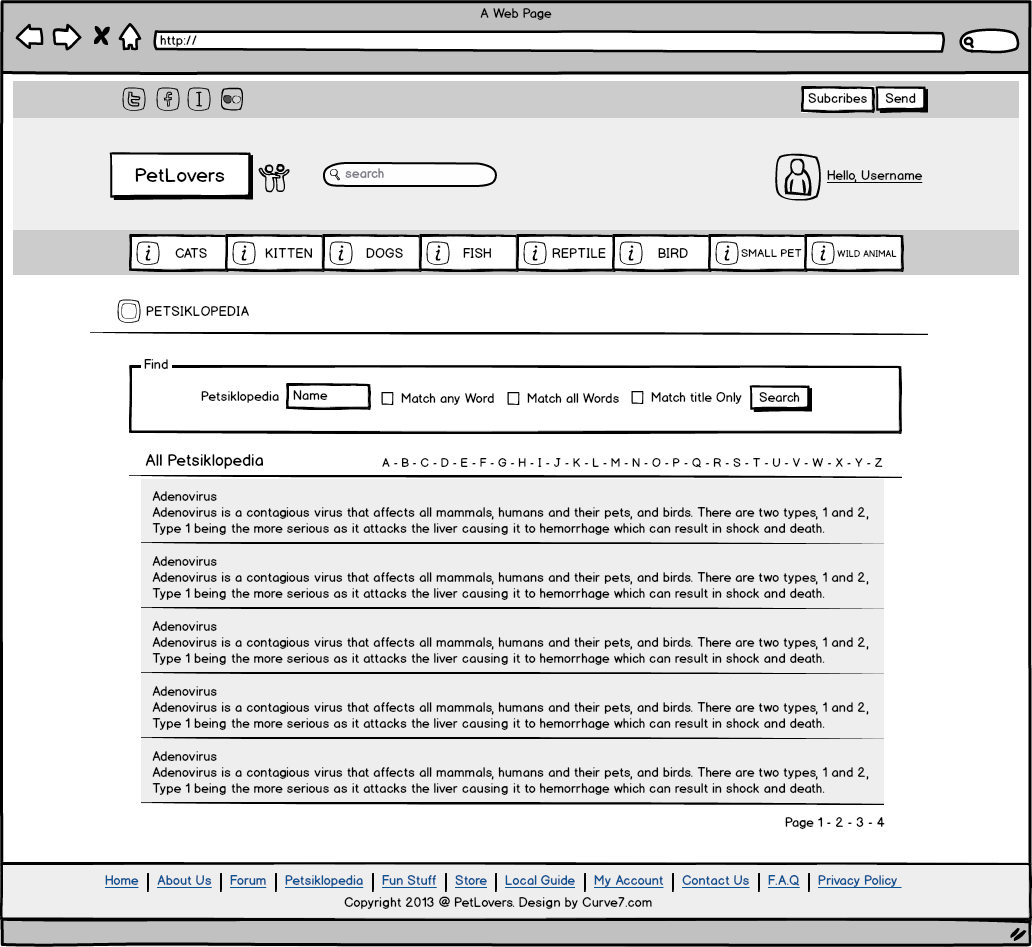 A Web Page
http://
Subcribes Send
PetLovers
search
Hello, Username
i CATS i KITTEN i DOGS i FISH i REPTILE i BIRD i SMALL PET i WILD ANIMAL
PETSIKLOPEDIA
Find
Petsiklopedia Name Match any Word Match all Words Match title Only Search
All Petsiklopedia A - B - C - D - E - F - G - H - I - J - K - L - M - N - O - P - Q - R - S - T - U - V - W - X - Y - Z
Adenovirus
Adenovirus is a contagious virus that affects all mammals, humans and their pets, and birds. There are two types, 1 and 2,
Type 1 being the more serious as it attacks the liver causing it to hemorrhage which can result in shock and death.
Adenovirus
Adenovirus is a contagious virus that affects all mammals, humans and their pets, and birds. There are two types, 1 and 2,
Type 1 being the more serious as it attacks the liver causing it to hemorrhage which can result in shock and death.
Adenovirus
Adenovirus is a contagious virus that affects all mammals, humans and their pets, and birds. There are two types, 1 and 2,
Type 1 being the more serious as it attacks the liver causing it to hemorrhage which can result in shock and death.
Adenovirus
Adenovirus is a contagious virus that affects all mammals, humans and their pets, and birds. There are two types, 1 and 2,
Type 1 being the more serious as it attacks the liver causing it to hemorrhage which can result in shock and death.
Adenovirus
Adenovirus is a contagious virus that affects all mammals, humans and their pets, and birds. There are two types, 1 and 2,
Type 1 being the more serious as it attacks the liver causing it to hemorrhage which can result in shock and death.
Page 1 - 2 - 3 - 4
Home | About Us | Forum | Petsiklopedia | Fun Stuff | Store | Local Guide | My Account | Contact Us | F.A.Q | Privacy Policy
Copyright 2013 @ PetLovers. Design by Curve7.com